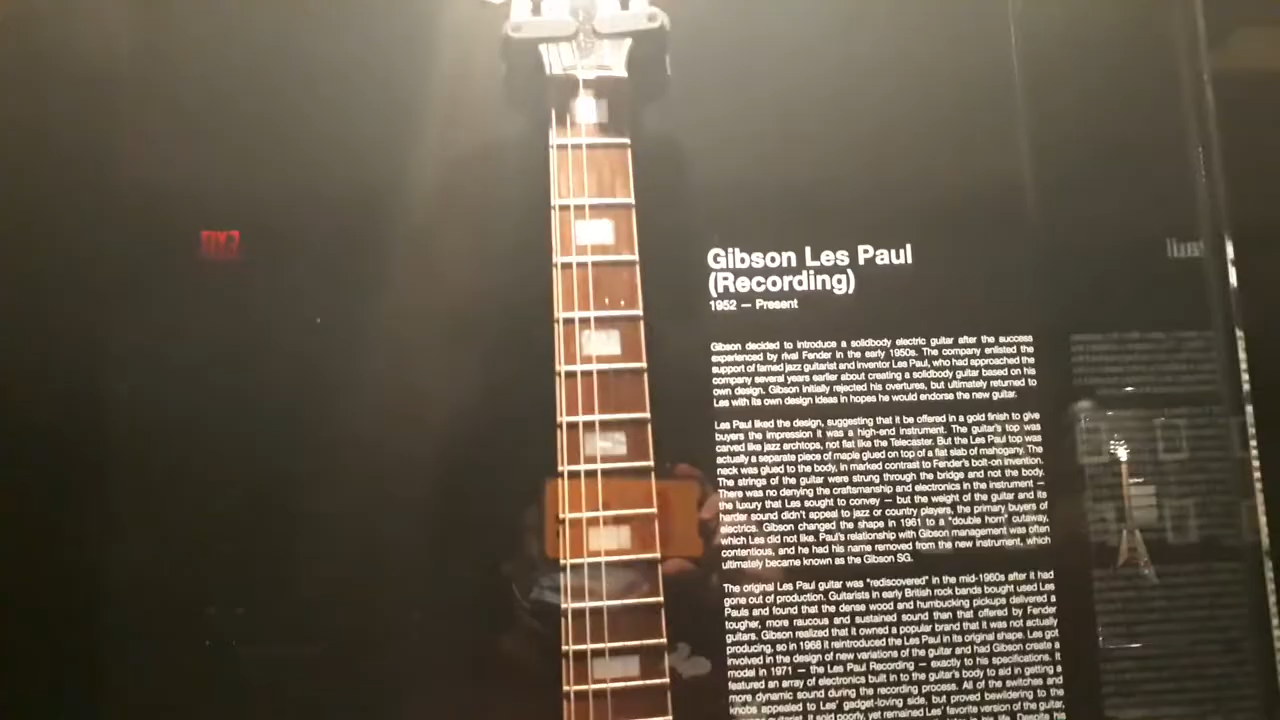 Gibson Les Paul
(Recording)
1952 — Present
Gibson decided to introduce a solidbody electric guitar after the success
experienced by rival Fender in the early 1950s. The company enlisted the
support of famed jazz guitarist and inventor Les Paul, who had approached the
company several years earlier about creating a solidbody guitar based on his
own design. Gibson initially rejected his overtures, but ultimately returned to
Les with its own design ideas in hopes he would endorse the new guitar.
Les Paul liked the design, suggesting that it be offered in a gold finish to give
buyers the impression it was a high-end instrument. The guitar's top was
carved like jazz archtops, not flat like the Telecaster. But the Les Paul top was
actually a separate piece of maple glued on top of a flat slab of mahogany. The
neck was glued to the body, in marked contrast to Fender's bolt-on invention.
The strings of the guitar were strung through the bridge and not the body.
There was no denying the craftsmanship and electronics in the instrument —
the luxury that Les sought to convey — but the weight of the guitar and its
harder sound didn't appeal to jazz or country players, the primary buyers of
electrics. Gibson changed the shape in 1961 to a "double horn" cutaway,
which Les did not like. Paul's relationship with Gibson management was often
contentious, and he had his name removed from the new instrument, which
ultimately became known as the Gibson SG.
The original Les Paul guitar was "rediscovered" in the mid-1960s after it had
gone out of production. Guitarists in early British rock bands bought used Les
Pauls and found that the dense wood and humbucking pickups delivered a
tougher, more raucous and sustained sound than that offered by Fender
guitars. Gibson realized that it owned a popular brand that it was not actually
producing, so in 1968 it reintroduced the Les Paul in its original shape. Les got
involved in the design of new variations of the guitar and had Gibson create a
model in 1971 — the Les Paul Recording — exactly to his specifications. It
featured an array of electronics built in to the guitar's body to aid in getting a
more dynamic sound during the recording process. All of the switches and
knobs appealed to Les' gadget-loving side, but proved bewildering to the
guitarist. It sold poorly, yet remained Les' favorite version of the guitar,
later in his life. Despite his